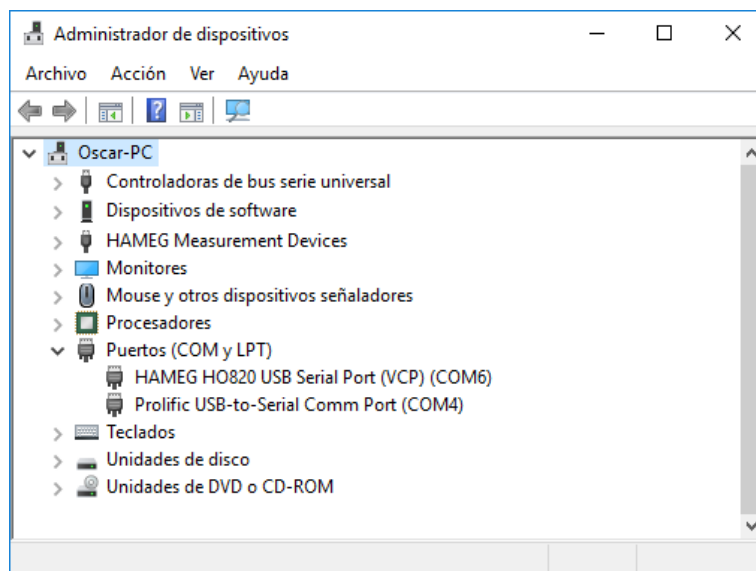 Administrador de dispositivos
Archivo Acción Ver Ayuda
Oscar-PC
Controladoras de bus serie universal
Dispositivos de software
HAMEG Measurement Devices
Monitores
Mouse y otros dispositivos señaladores
Procesadores
Puertos (COM y LPT)
HAMEG HO820 USB Serial Port (VCP) (COM6)
Prolific USB-to-Serial Comm Port (COM4)
Teclados
Unidades de disco
Unidades de DVD o CD-ROM